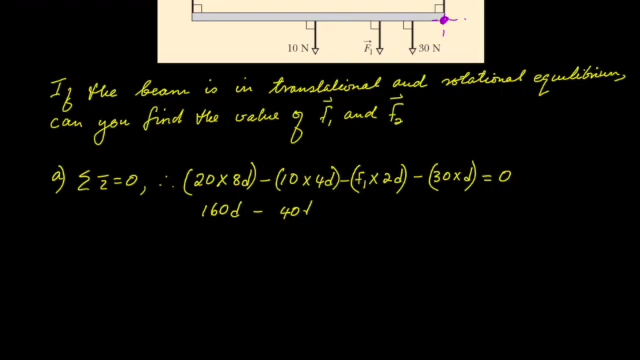 10 N F₁ 30 N
If the beam is in translational and rotational equilibrium,
can you find the value of f₁ and f₂
a) Σ τ = 0, ∴ (20 × 8d) − (10 × 4d) − (f₁ × 2d) − (30 × d) = 0
160d − 40d